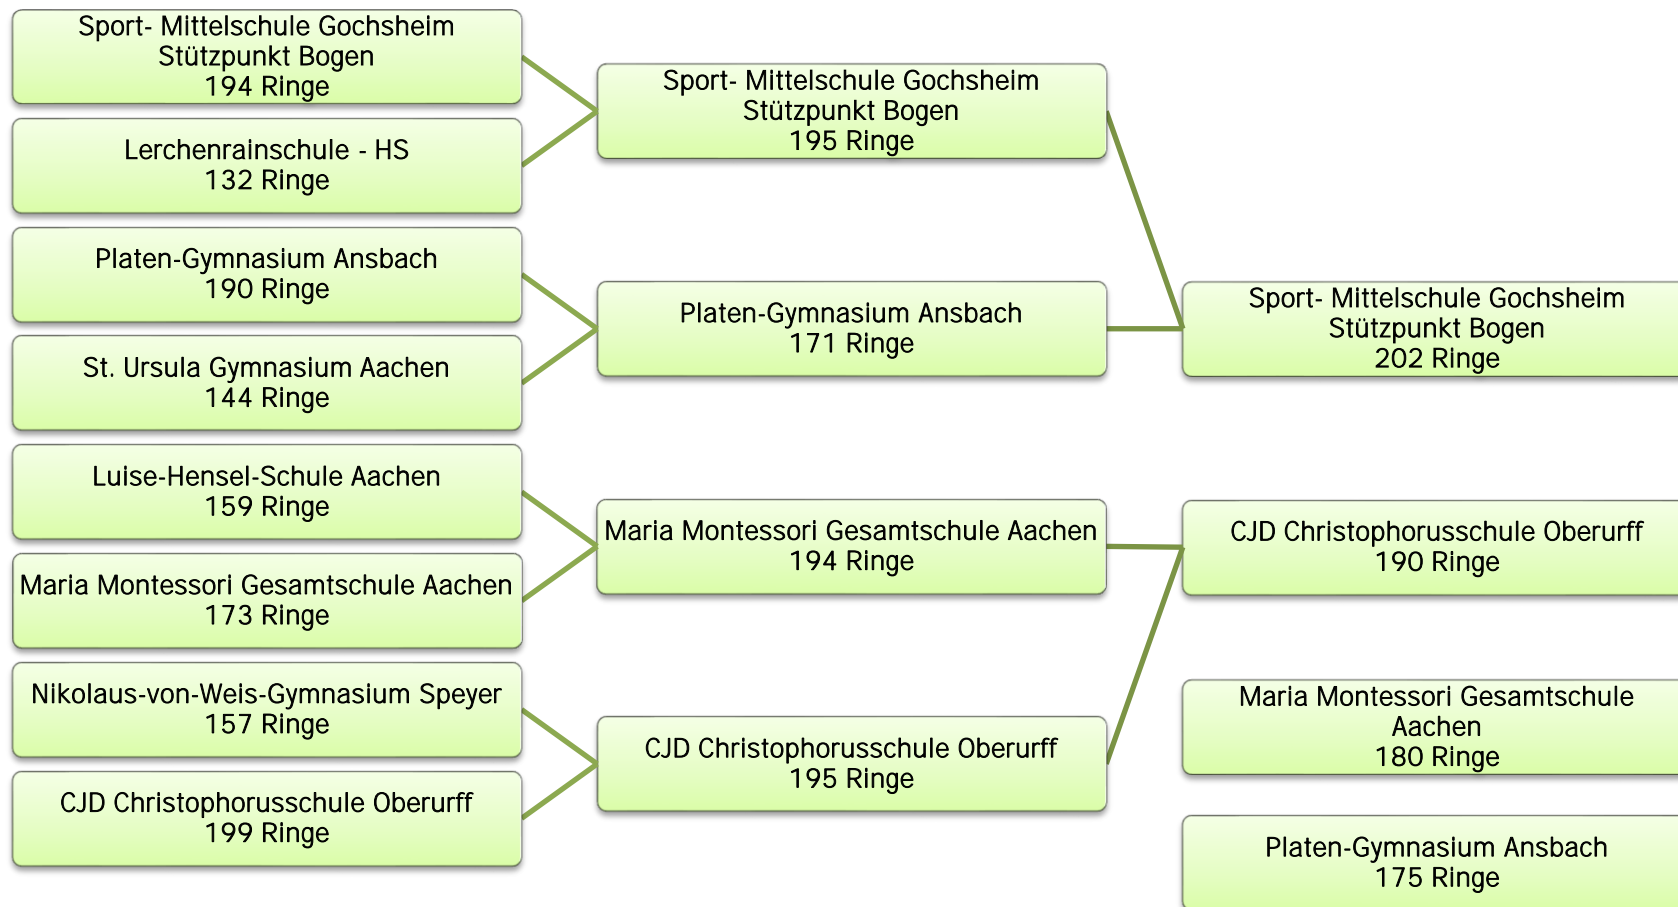 Sport- Mittelschule Gochsheim
Stützpunkt Bogen
194 Ringe
Lerchenrainschule - HS
132 Ringe
Platen-Gymnasium Ansbach
190 Ringe
St. Ursula Gymnasium Aachen
144 Ringe
Luise-Hensel-Schule Aachen
159 Ringe
Maria Montessori Gesamtschule Aachen
173 Ringe
Nikolaus-von-Weis-Gymnasium Speyer
157 Ringe
CJD Christophorusschule Oberurff
199 Ringe
Sport- Mittelschule Gochsheim
Stützpunkt Bogen
195 Ringe
Platen-Gymnasium Ansbach
171 Ringe
Maria Montessori Gesamtschule Aachen
194 Ringe
CJD Christophorusschule Oberurff
195 Ringe
Sport- Mittelschule Gochsheim
Stützpunkt Bogen
202 Ringe
CJD Christophorusschule Oberurff
190 Ringe
Maria Montessori Gesamtschule
Aachen
180 Ringe
Platen-Gymnasium Ansbach
175 Ringe